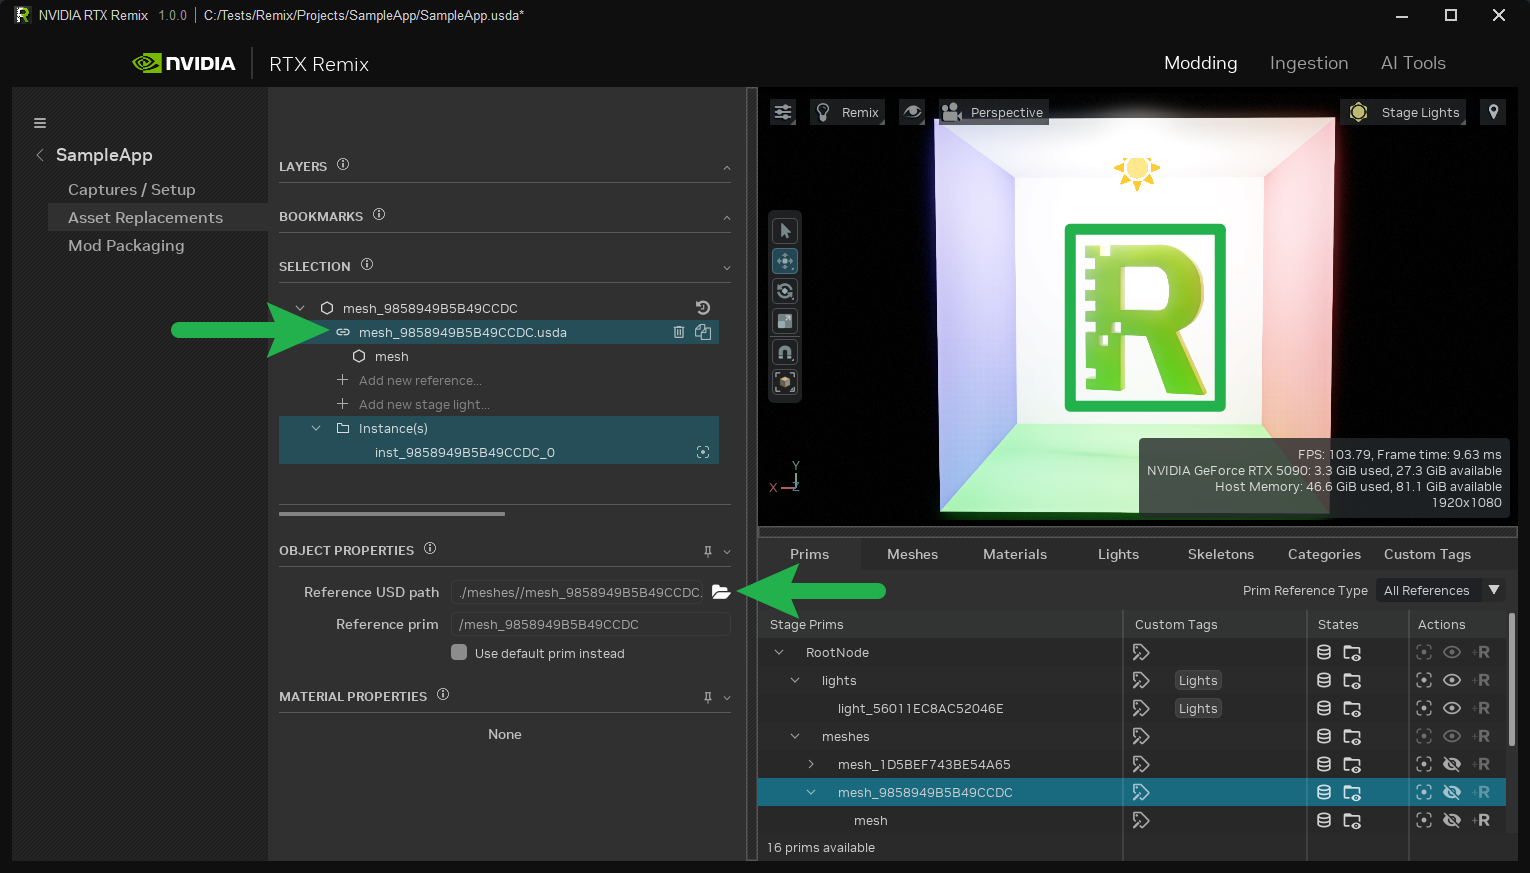 NVIDIA RTX Remix 1.0.0 | C:/Tests/Remix/Projects/SampleApp/SampleApp.usda*
NVIDIA RTX Remix
Modding Ingestion AI Tools
SampleApp
Captures / Setup
Asset Replacements
Mod Packaging
LAYERS
BOOKMARKS
SELECTION
mesh_9858949B5B49CCDC
mesh_9858949B5B49CCDC.usda
mesh
Add new reference...
Add new stage light...
Instance(s)
inst_9858949B5B49CCDC_0
OBJECT PROPERTIES
Reference USD path ./meshes//mesh_9858949B5B49CCDC.
Reference prim /mesh_9858949B5B49CCDC
Use default prim instead
MATERIAL PROPERTIES
None
Remix Perspective Stage Lights
R
Y
X Z
FPS: 103.79, Frame time: 9.63 ms
NVIDIA GeForce RTX 5090: 3.3 GiB used, 27.3 GiB available
Host Memory: 46.6 GiB used, 81.1 GiB available
1920x1080
Prims Meshes Materials Lights Skeletons Categories Custom Tags
Prim Reference Type All References
Stage Prims Custom Tags States Actions
RootNode +R
lights Lights +R
light_56011EC8AC52046E Lights +R
meshes +R
mesh_1D5BEF743BE54A65 +R
mesh_9858949B5B49CCDC +R
mesh +R
16 prims available